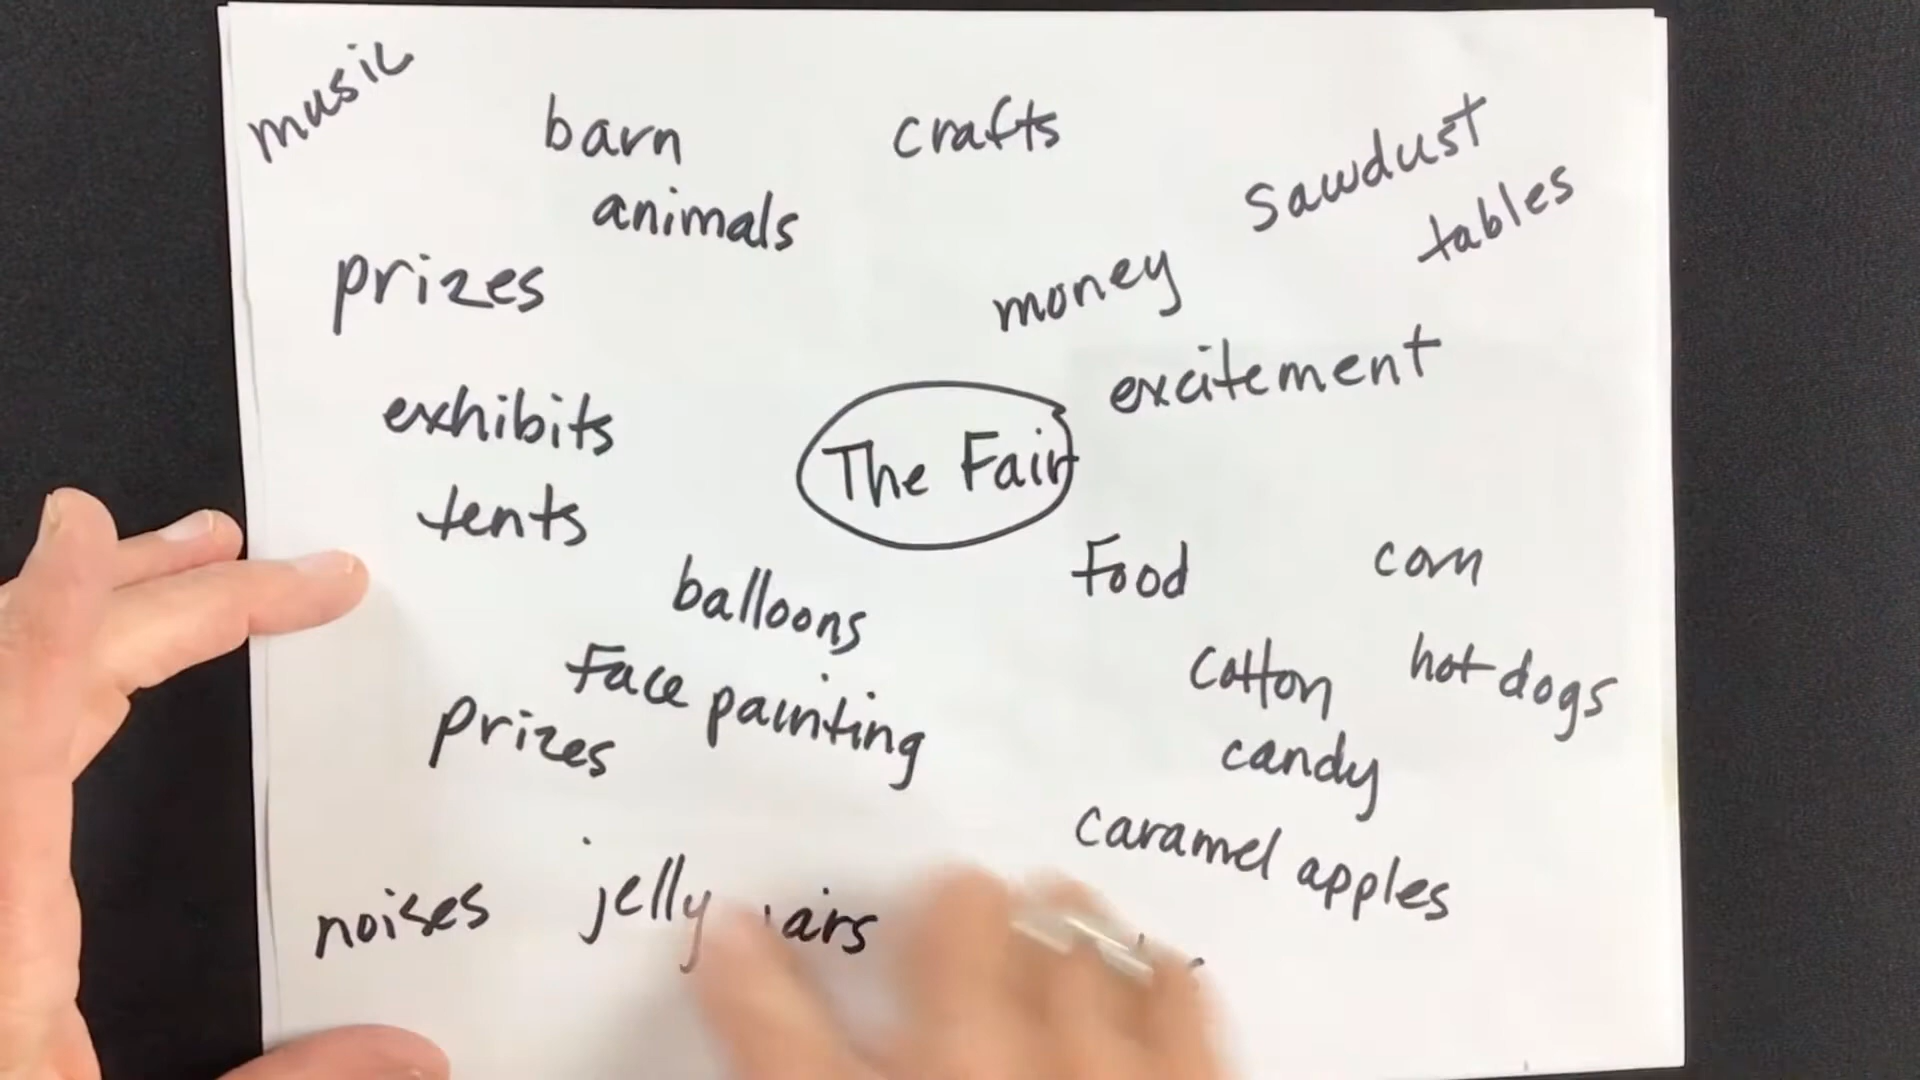 music
barn
animals
crafts
sawdust
tables
prizes
money
excitement
exhibits
The Fair
tents
Food
corn
balloons
cotton
candy
hot dogs
Face painting
prizes
caramel apples
noises
jelly